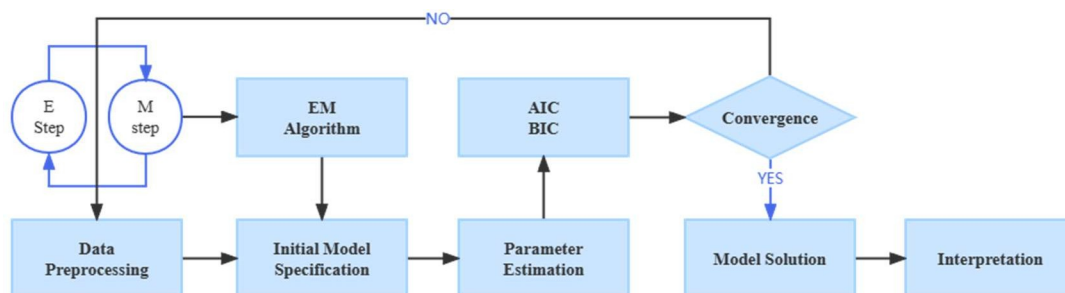 NO
E
Step
M
step
EM
Algorithm
AIC
BIC
Convergence
YES
Data
Preprocessing
Initial Model
Specification
Parameter
Estimation
Model Solution
Interpretation